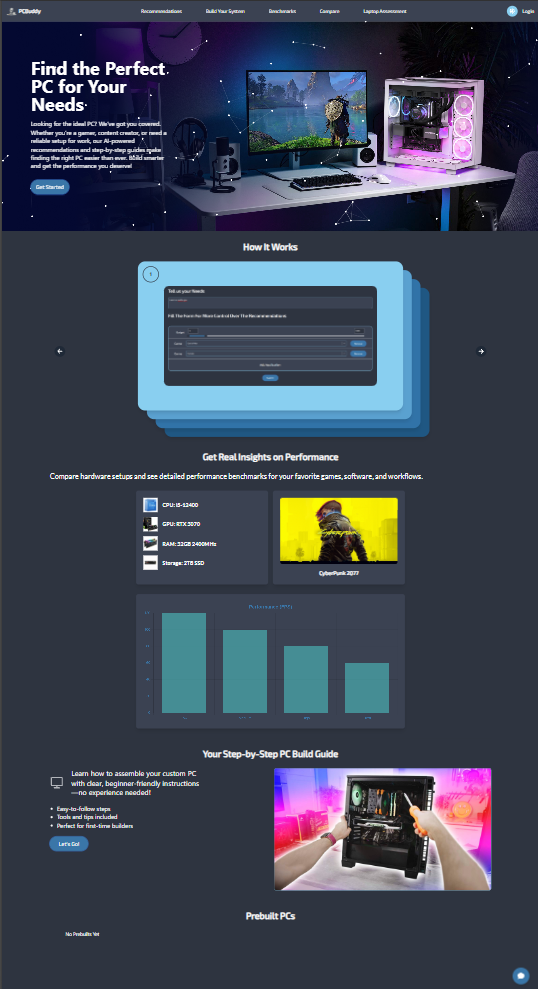 PCBuddy
Recommendations
Build Your System
Benchmarks
Compare
Laptop Assessment
Login
Find the Perfect
PC for Your
Needs
Looking for the ideal PC? We've got you covered.
Whether you're a gamer, content creator, or need a
reliable setup for work, our AI-powered
recommendations and step-by-step guides make
finding the right PC easier than ever. Build smarter
and get the performance you deserve!
Get Started
How It Works
1
Tell us your Needs
Fill The Form For More Control Over The Recommendations
Get Real Insights on Performance
Compare hardware setups and see detailed performance benchmarks for your favorite games, software, and workflows.
CPU: i5-12400
GPU: RTX 3070
RAM: 32GB 2400MHz
Storage: 2TB SSD
Cyberpunk
CyberPunk 2077
Performance (FPS)
Your Step-by-Step PC Build Guide
Learn how to assemble your custom PC
with clear, beginner-friendly instructions
—no experience needed!
Easy-to-follow steps
Tools and tips included
Perfect for first-time builders
Let's Go!
Prebuilt PCs
No Prebuilts Yet